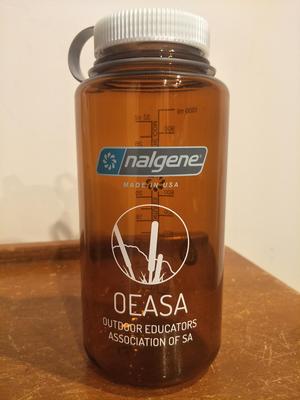 nalgene®
MADE IN USA
OEASA
OUTDOOR EDUCATORS
ASSOCIATION OF SA